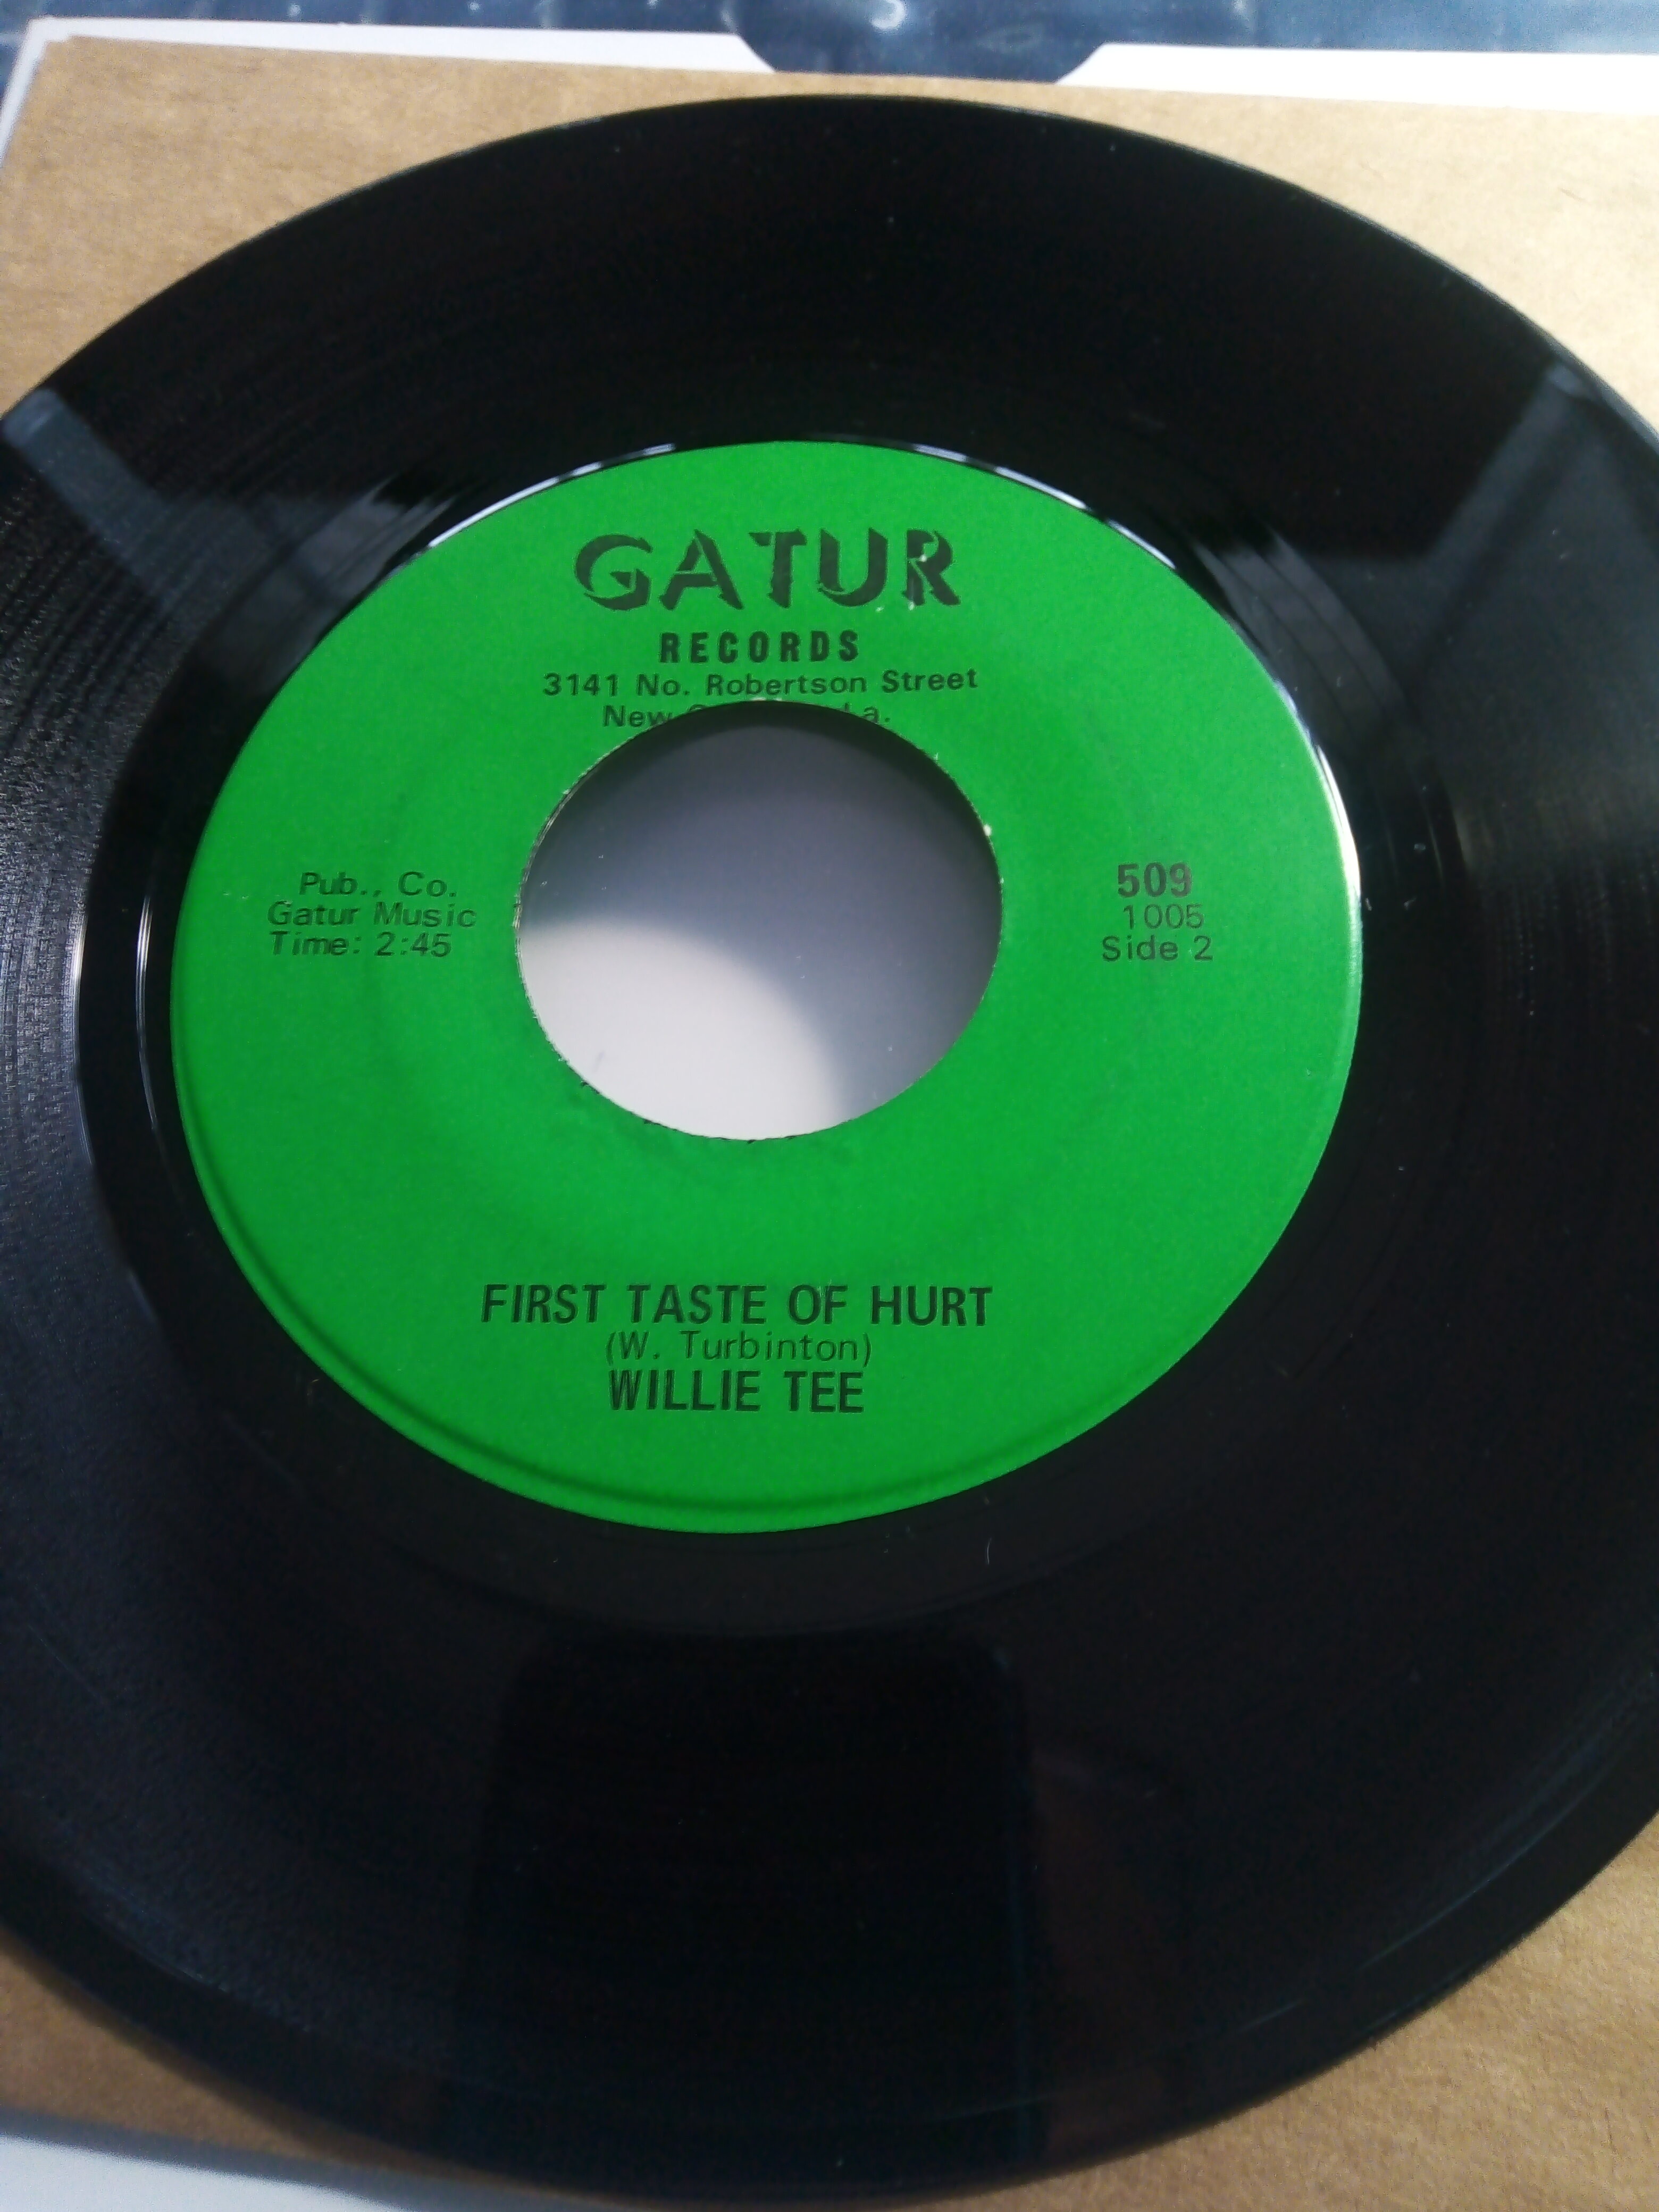 GATUR
RECORDS
3141 No. Robertson Street
New La.
Pub., Co.
Gatur Music
Time: 2:45
509
1005
Side 2
FIRST TASTE OF HURT
(W. Turbinton)
WILLIE TEE